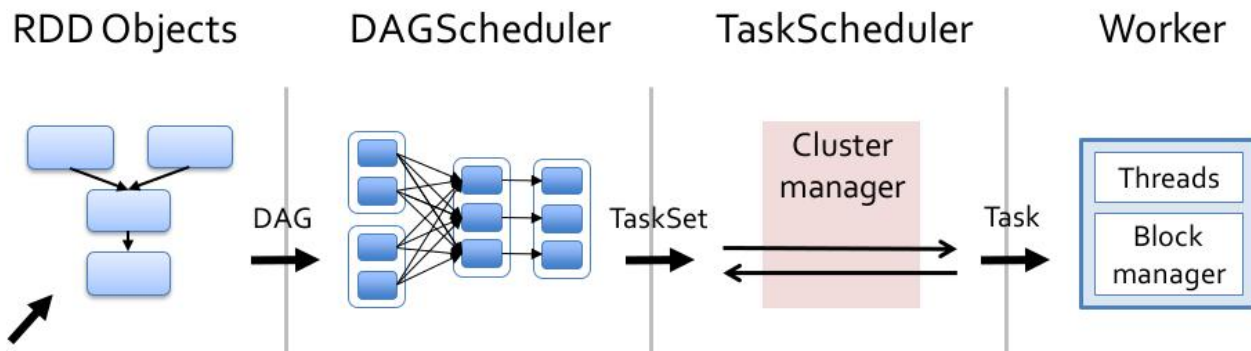 RDD Objects
DAGScheduler
TaskScheduler
Worker
DAG
TaskSet
Cluster
manager
Task
Threads
Block
manager